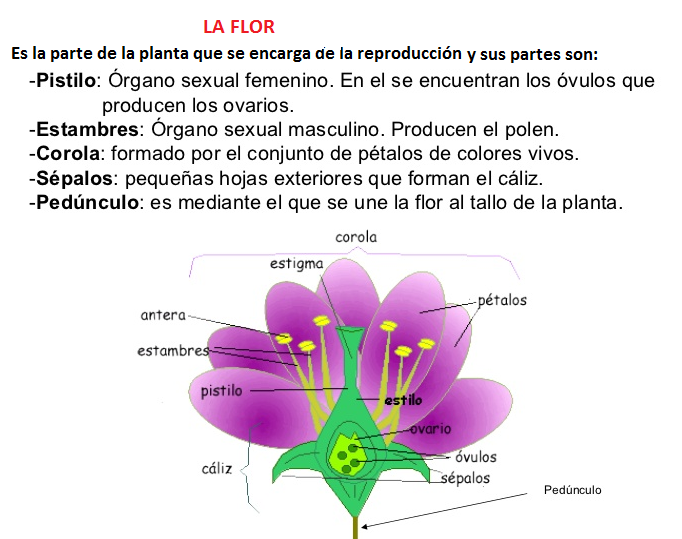 LA FLOR
Es la parte de la planta que se encarga de la reproducción y sus partes son:
-Pistilo: Órgano sexual femenino. En el se encuentran los óvulos que
producen los ovarios.
-Estambres: Órgano sexual masculino. Producen el polen.
-Corola: formado por el conjunto de pétalos de colores vivos.
-Sépalos: pequeñas hojas exteriores que forman el cáliz.
-Pedúnculo: es mediante el que se une la flor al tallo de la planta.
corola
estigma
pétalos
antera
estambres
pistilo
estilo
ovario
óvulos
cáliz
sépalos
Pedúnculo